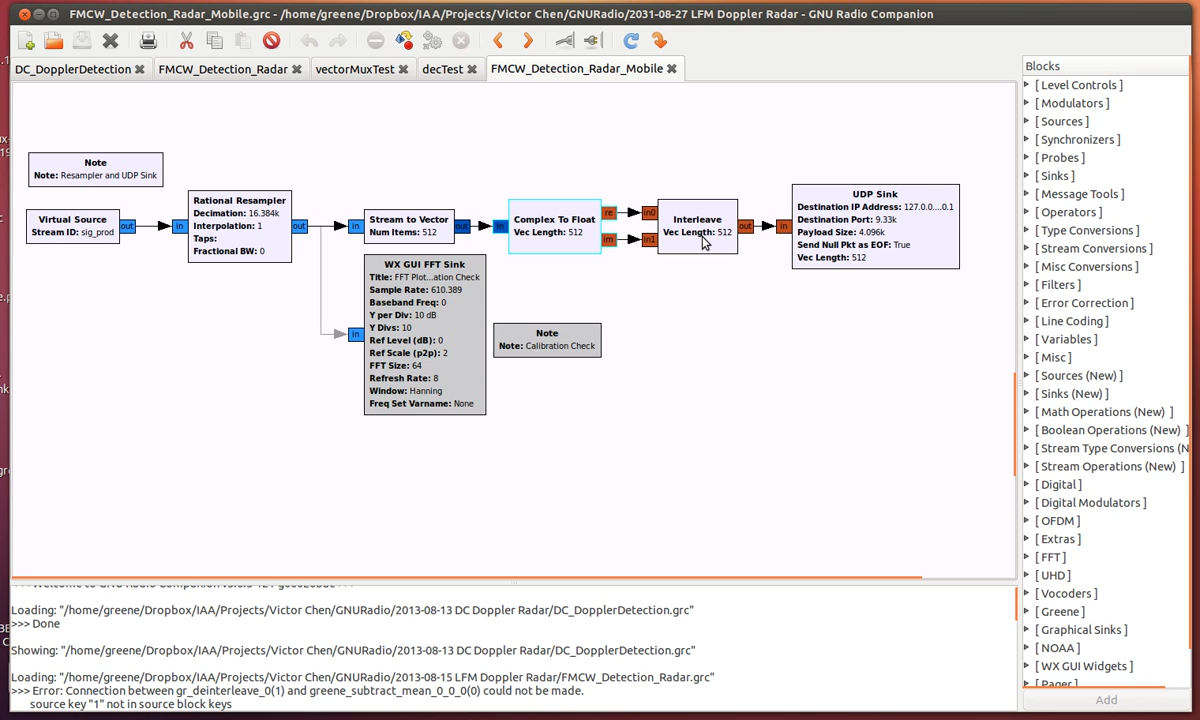 FMCW_Detection_Radar_Mobile.grc - /home/greene/Dropbox/IAA/Projects/Victor Chen/GNURadio/2031-08-27 LFM Doppler Radar - GNU Radio Companion
DC_DopplerDetection
FMCW_Detection_Radar
vectorMuxTest
decTest
FMCW_Detection_Radar_Mobile
Note
Note: Resampler and UDP Sink
Virtual Source
Stream ID: sig_prod
out
in
Rational Resampler
Decimation: 16.384k
Interpolation: 1
Taps:
Fractional BW: 0
out
in
Stream to Vector
Num Items: 512
out
in
Complex To Float
Vec Length: 512
re
im
in0
in1
Interleave
Vec Length: 512
out
in
UDP Sink
Destination IP Address: 127.0.0....0.1
Destination Port: 9.33k
Payload Size: 4.096k
Send Null Pkt as EOF: True
Vec Length: 512
in
WX GUI FFT Sink
Title: FFT Plot...ation Check
Sample Rate: 610.389
Baseband Freq: 0
Y per Div: 10 dB
Y Divs: 10
Ref Level (dB): 0
Ref Scale (p2p): 2
FFT Size: 64
Refresh Rate: 8
Window: Hanning
Freq Set Varname: None
Note
Note: Calibration Check
Blocks
[ Level Controls ]
[ Modulators ]
[ Sources ]
[ Synchronizers ]
[ Probes ]
[ Sinks ]
[ Message Tools ]
[ Operators ]
[ Type Conversions ]
[ Stream Conversions ]
[ Misc Conversions ]
[ Filters ]
[ Error Correction ]
[ Line Coding ]
[ Variables ]
[ Misc ]
[ Sources (New) ]
[ Sinks (New) ]
[ Math Operations (New) ]
[ Boolean Operations (New) ]
[ Stream Type Conversions (N
[ Stream Operations (New) ]
[ Digital ]
[ Digital Modulators ]
[ OFDM ]
[ Extras ]
[ FFT ]
[ UHD ]
[ Vocoders ]
[ Greene ]
[ Graphical Sinks ]
[ NOAA ]
[ WX GUI Widgets ]
[ Pager ]
Add
Loading: "/home/greene/Dropbox/IAA/Projects/Victor Chen/GNURadio/2013-08-13 DC Doppler Radar/DC_DopplerDetection.grc"
>>> Done
Showing: "/home/greene/Dropbox/IAA/Projects/Victor Chen/GNURadio/2013-08-13 DC Doppler Radar/DC_DopplerDetection.grc"
Loading: "/home/greene/Dropbox/IAA/Projects/Victor Chen/GNURadio/2013-08-15 LFM Doppler Radar/FMCW_Detection_Radar.grc"
>>> Error: Connection between gr_deinterleave_0(1) and greene_subtract_mean_0_0_0(0) could not be made.
source key "1" not in source block keys